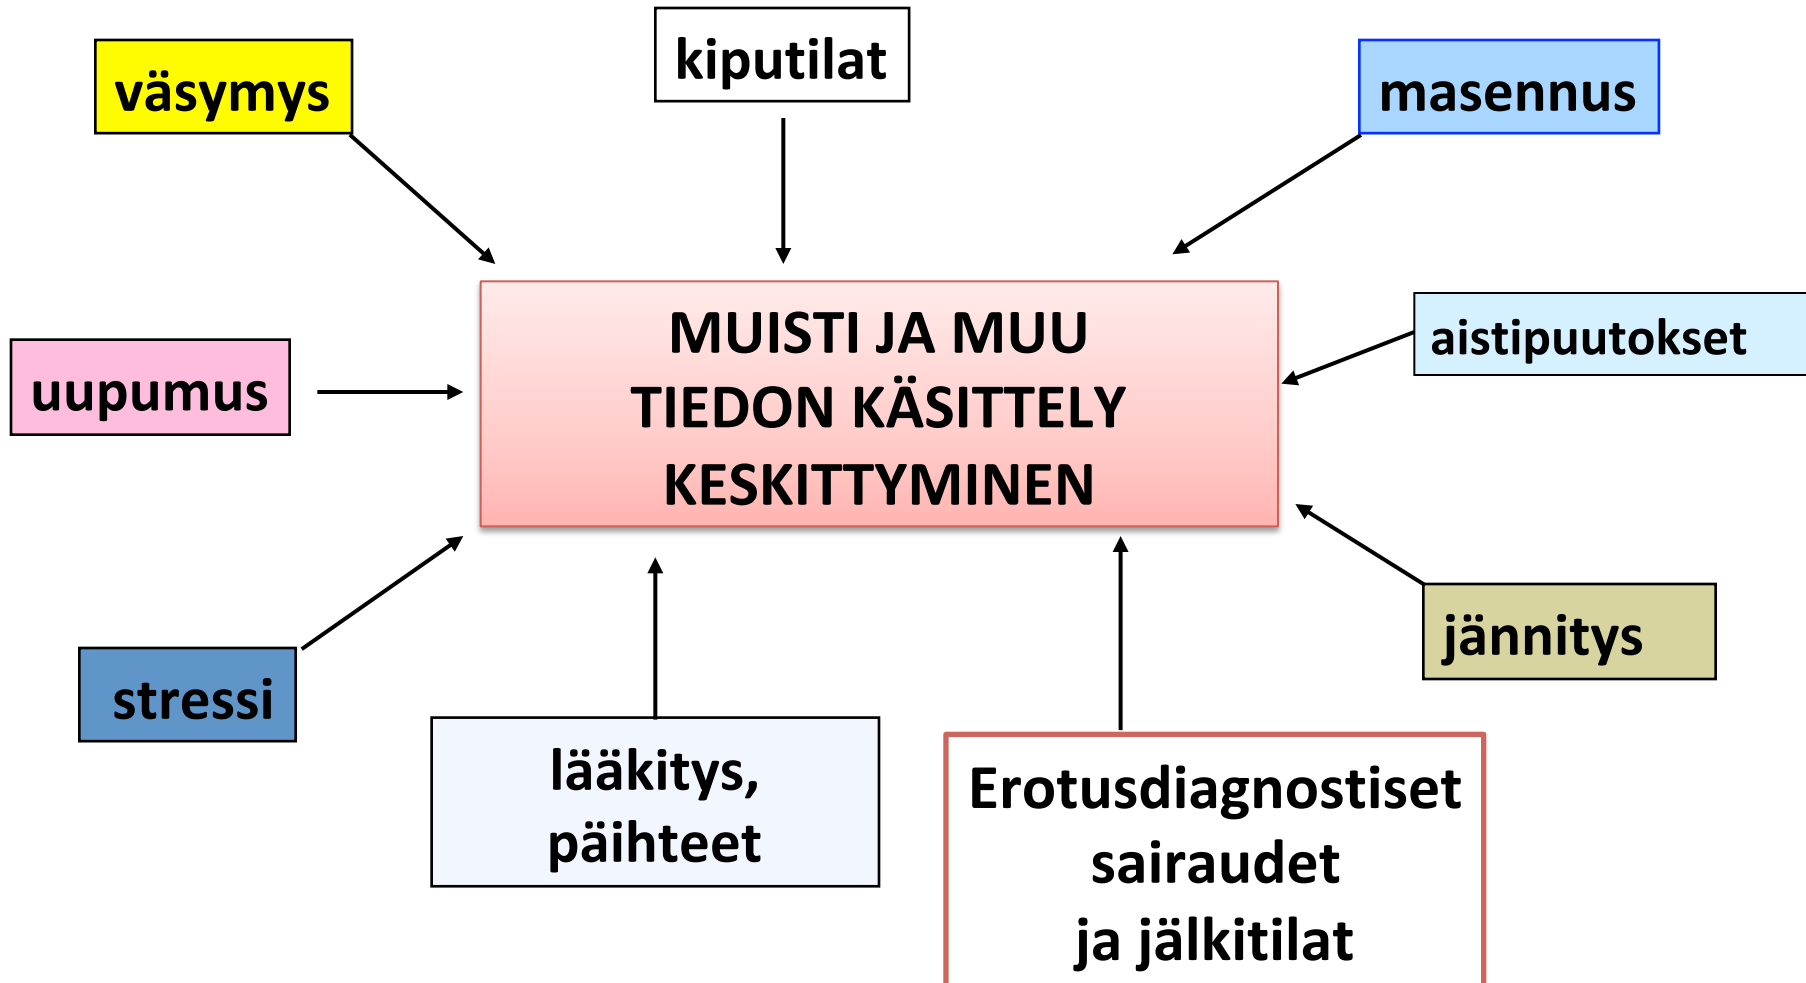 kiputilat
väsymys
masennus
MUISTI JA MUU
TIEDON KÄSITTELY
KESKITTYMINEN
aistipuutokset
uupumus
jännitys
stressi
lääkitys,
päihteet
Erotusdiagnostiset
sairaudet
ja jälkitilat